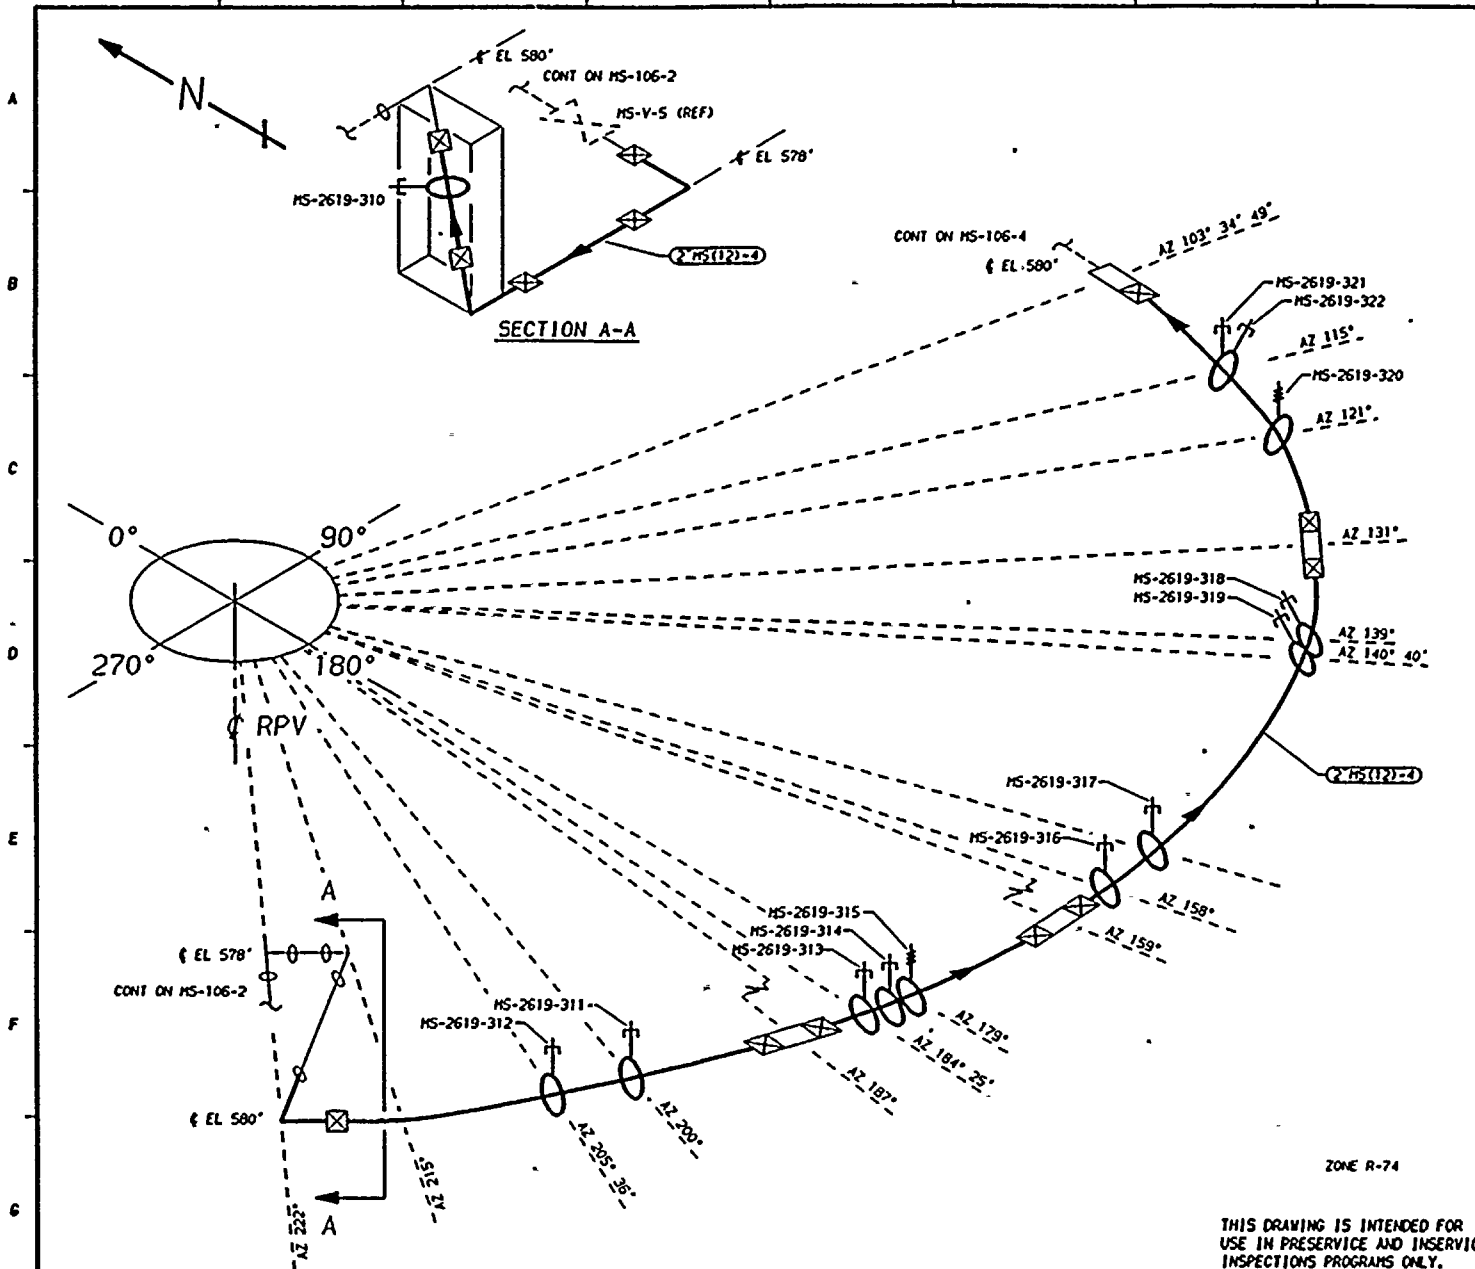 A
B
C
D
E
F
G
N
₵ EL 580'
CONT ON MS-106-2
MS-V-5 (REF)
₵ EL 578'
MS-2619-310
2"MS(12)-4
SECTION A-A
CONT ON MS-106-4
₵ EL 580'
AZ 103° 34' 49"
MS-2619-321
MS-2619-322
AZ 115°
MS-2619-320
AZ 121°
AZ 131°
MS-2619-318
MS-2619-319
AZ 139°
AZ 140° 40'
0°
90°
270°
180°
₵ RPV
2"MS(12)-4
MS-2619-317
MS-2619-316
AZ 158°
AZ 159°
MS-2619-315
MS-2619-314
MS-2619-313
AZ 179°
AZ 184° 25'
AZ 187°
A
₵ EL 578'
CONT ON MS-106-2
MS-2619-311
MS-2619-312
₵ EL 580'
AZ 200°
AZ 205° 36'
AZ 215°
AZ 222°
A
ZONE R-74
THIS DRAWING IS INTENDED FOR
USE IN PRESERVICE AND INSERVIC
INSPECTIONS PROGRAMS ONLY.